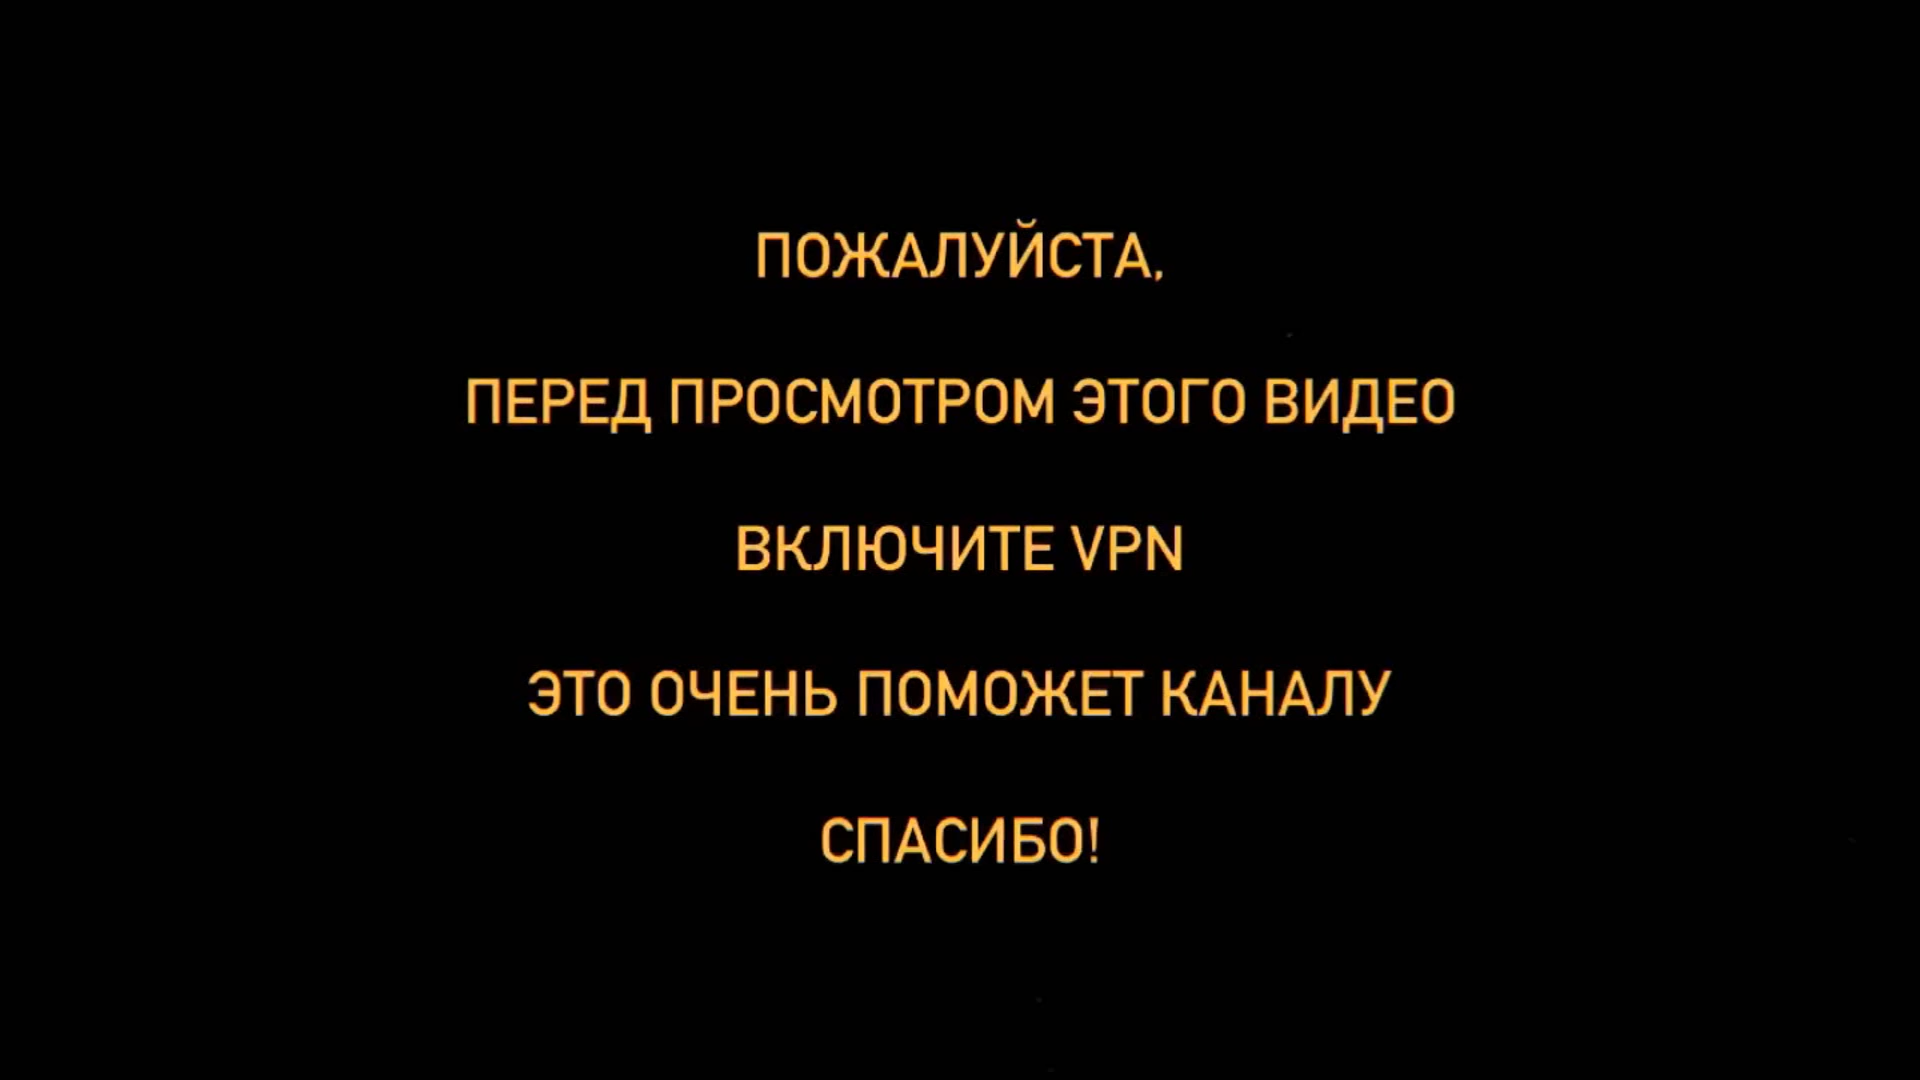 ПОЖАЛУЙСТА,
ПЕРЕД ПРОСМОТРОМ ЭТОГО ВИДЕО
ВКЛЮЧИТЕ VPN
ЭТО ОЧЕНЬ ПОМОЖЕТ КАНАЛУ
СПАСИБО!